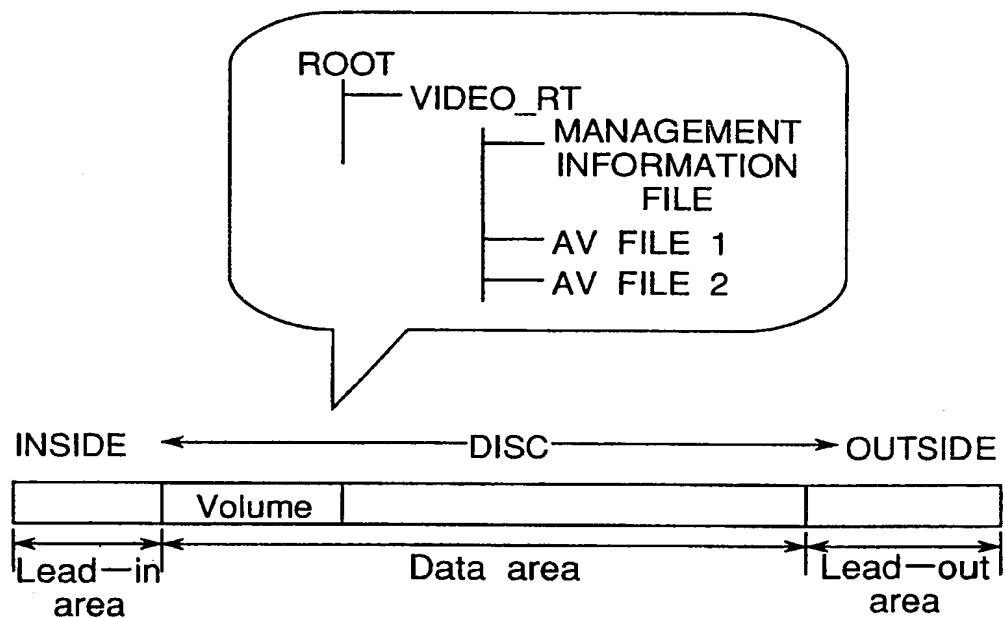 ROOT
VIDEO_RT
MANAGEMENT
INFORMATION
FILE
AV FILE 1
AV FILE 2
INSIDE DISC OUTSIDE
Volume
Lead-in
area
Data area
Lead-out
area